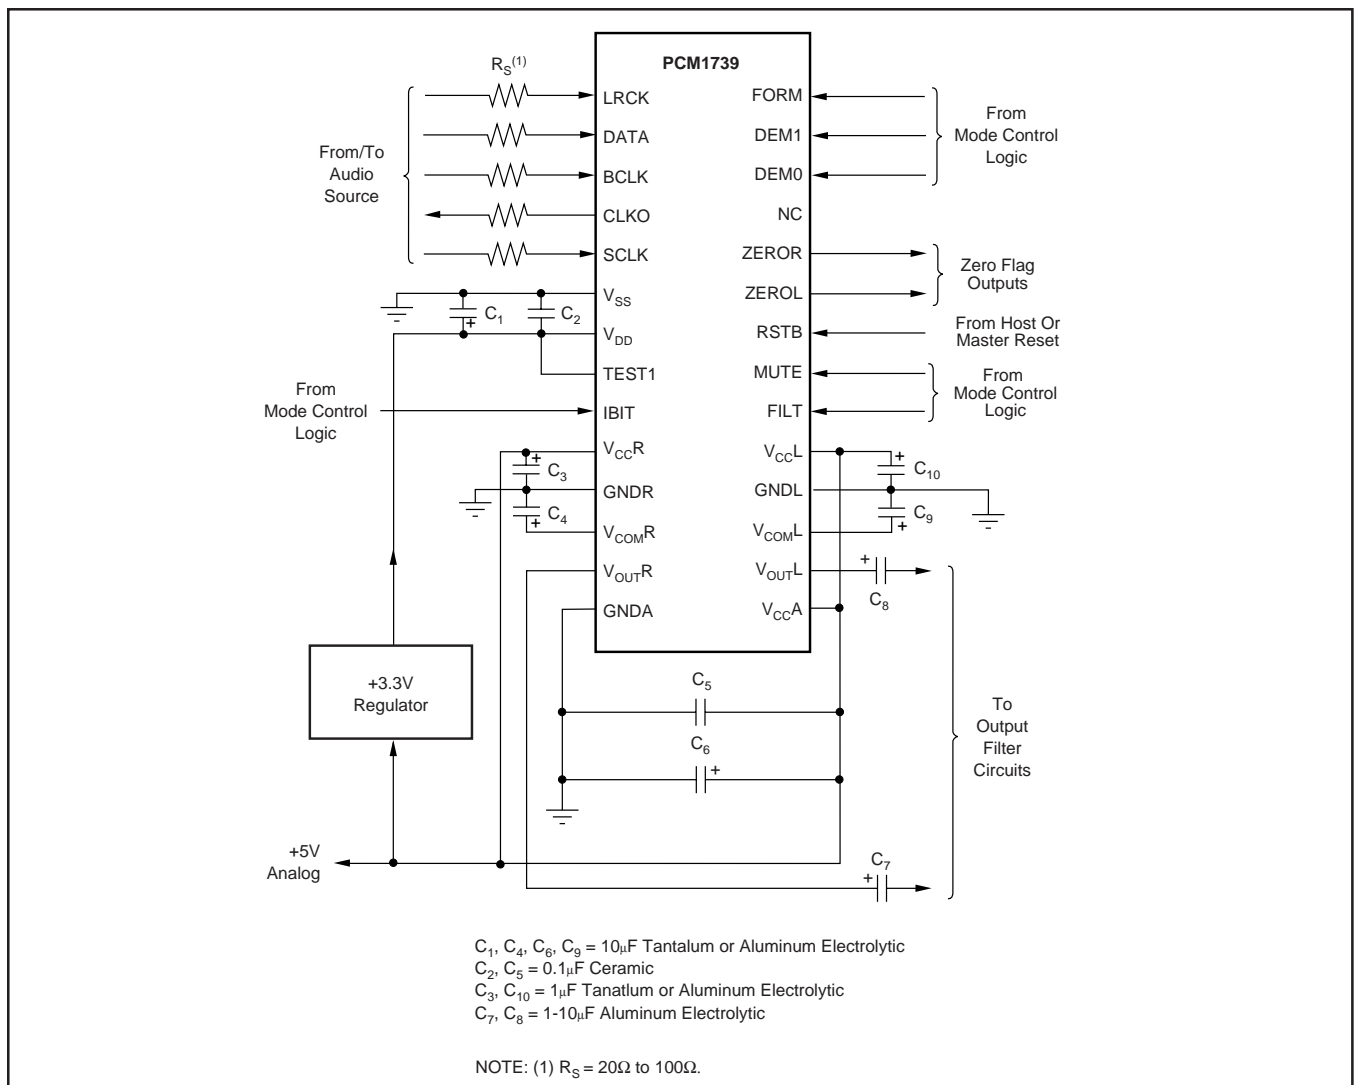 PCM1739
R_S(1)
LRCK
DATA
BCLK
CLKO
SCLK
V_SS
V_DD
TEST1
IBIT
V_CCR
GNDR
V_COMR
V_OUTR
GNDA
FORM
DEM1
DEM0
NC
ZEROR
ZEROL
RSTB
MUTE
FILT
V_CCL
GNDL
V_COML
V_OUTL
V_CCA
From/To
Audio
Source
C_1
+
C_2
From
Mode Control
Logic
+
C_3
C_4
+
+3.3V
Regulator
+5V
Analog
From
Mode Control
Logic
Zero Flag
Outputs
From Host Or
Master Reset
From
Mode Control
Logic
+
C_10
C_9
+
+
C_8
C_5
C_6
+
C_7
+
To
Output
Filter
Circuits
C_1, C_4, C_6, C_9 = 10μF Tantalum or Aluminum Electrolytic
C_2, C_5 = 0.1μF Ceramic
C_3, C_10 = 1μF Tanatlum or Aluminum Electrolytic
C_7, C_8 = 1-10μF Aluminum Electrolytic
NOTE: (1) R_S = 20Ω to 100Ω.